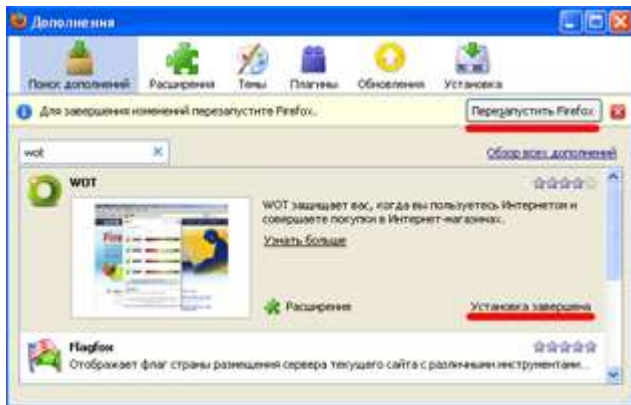 Дополнения
Поиск дополнений Расширения Темы Плагины Обновления Установка
Для завершения изменений перезапустите Firefox. Перезапустить Firefox
wot Обзор всех дополнений
WOT
WOT защищает вас, когда вы пользуетесь Интернетом и
совершаете покупки в Интернет-магазинах.
Узнать больше
Расширение Установка завершена
Flagfox
Отображает флаг страны размещения сервера текущего сайта с различными инструментами...